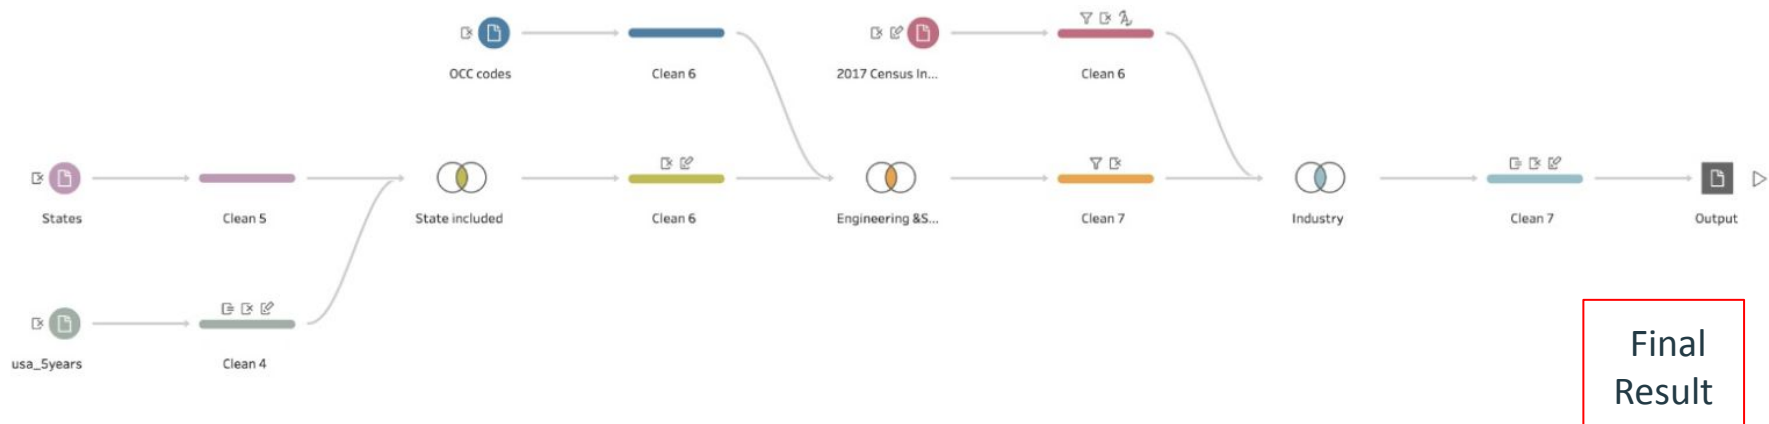 OCC codes
Clean 6
2017 Census In...
Clean 6
States
Clean 5
State included
Clean 6
Engineering &S...
Clean 7
Industry
Clean 7
Output
usa_5years
Clean 4
Final
Result